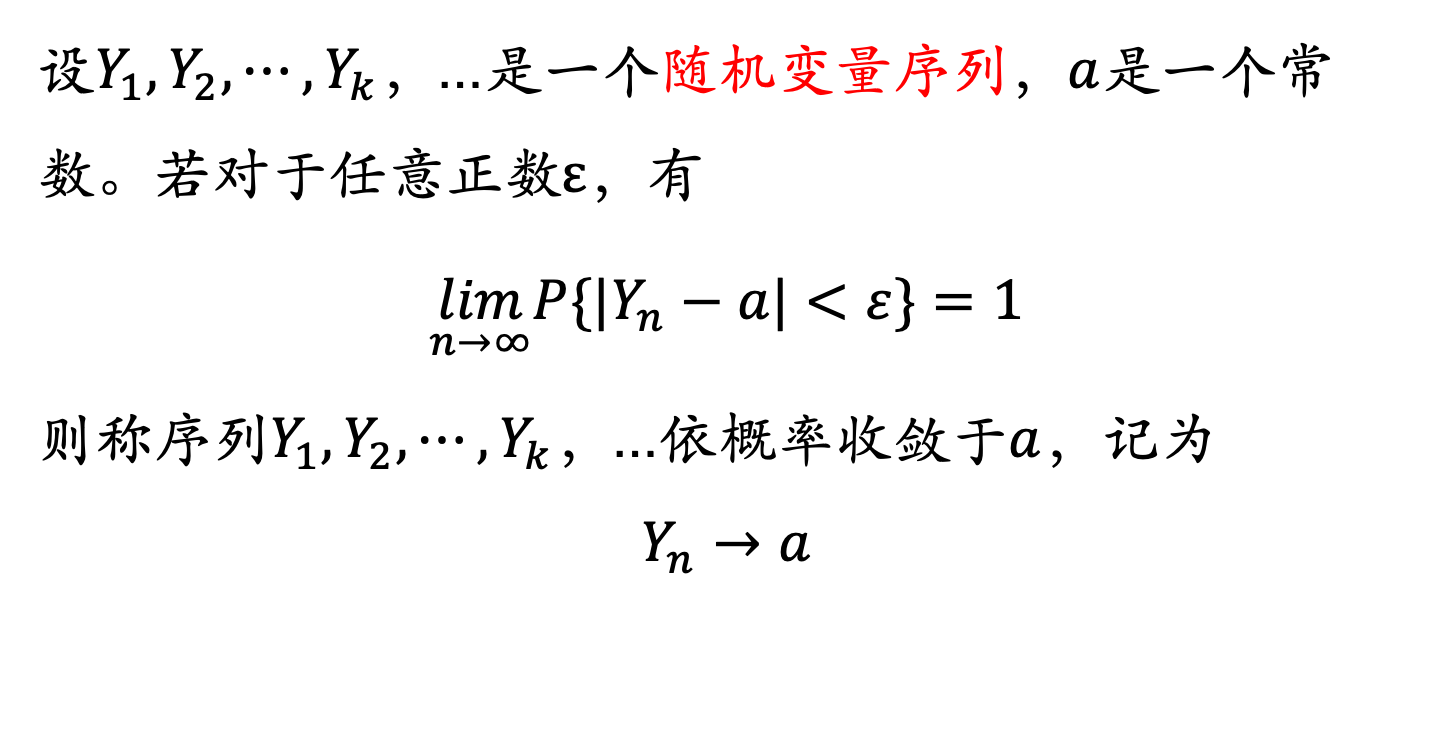 设Y₁, Y₂, ⋯ , Yₖ，…是一个随机变量序列，a是一个常
数。若对于任意正数ε，有
lim P{|Yₙ − a| < ε} = 1
n→∞
则称序列Y₁, Y₂, ⋯ , Yₖ，…依概率收敛于a，记为
Yₙ → a